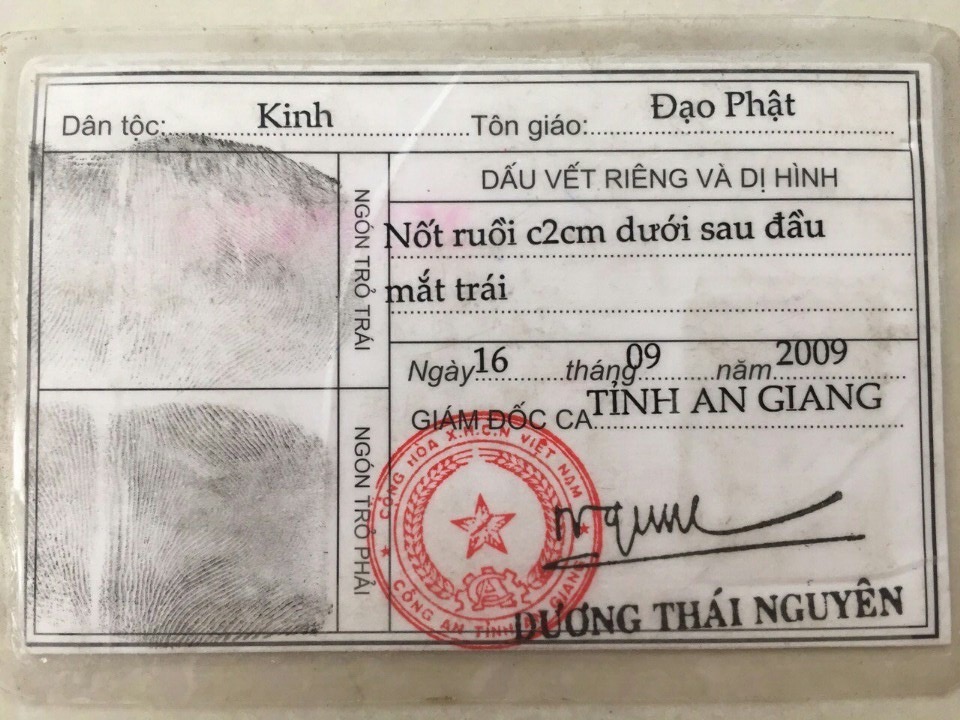 Dân tộc: Kinh Tôn giáo: Đạo Phật
NGÓN TRỎ TRÁI
DẤU VẾT RIÊNG VÀ DỊ HÌNH
Nốt ruồi c2cm dưới sau đầu
mắt trái
Ngày 16 tháng 09 năm 2009
GIÁM ĐỐC CA TỈNH AN GIANG
NGÓN TRỎ PHẢI
CỘNG HÒA X.H.C.N VIỆT NAM
CÔNG AN TỈNH AN GIANG
DƯƠNG THÁI NGUYÊN